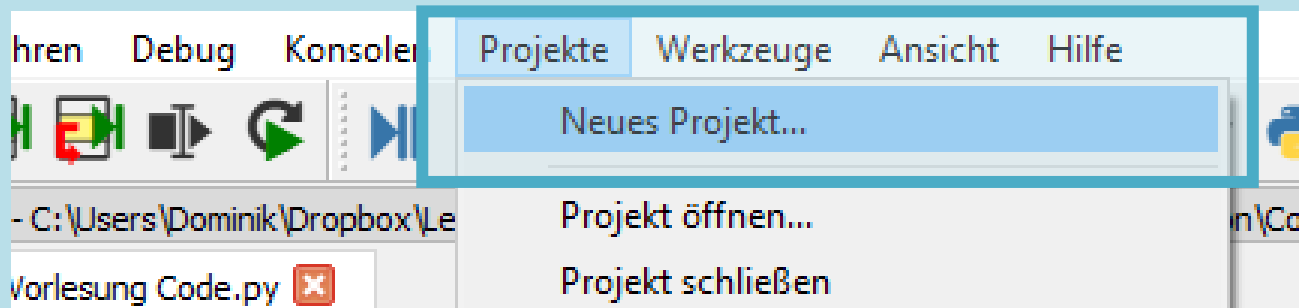 hren Debug Konsolen Projekte Werkzeuge Ansicht Hilfe
Neues Projekt...
- C:\Users\Dominik\Dropbox\Le
n\Co
Projekt öffnen...
Vorlesung Code.py
Projekt schließen